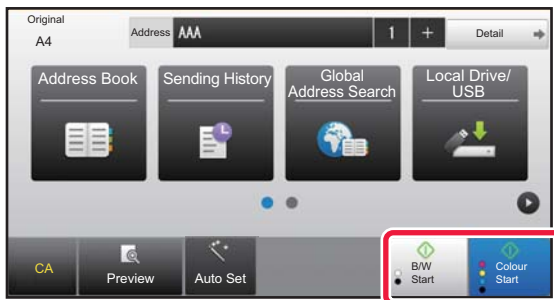 Original
A4
Address AAA 1 + Detail
Address Book
Sending History
Global
Address Search
Local Drive/
USB
CA
Preview
Auto Set
B/W
Start
Colour
Start